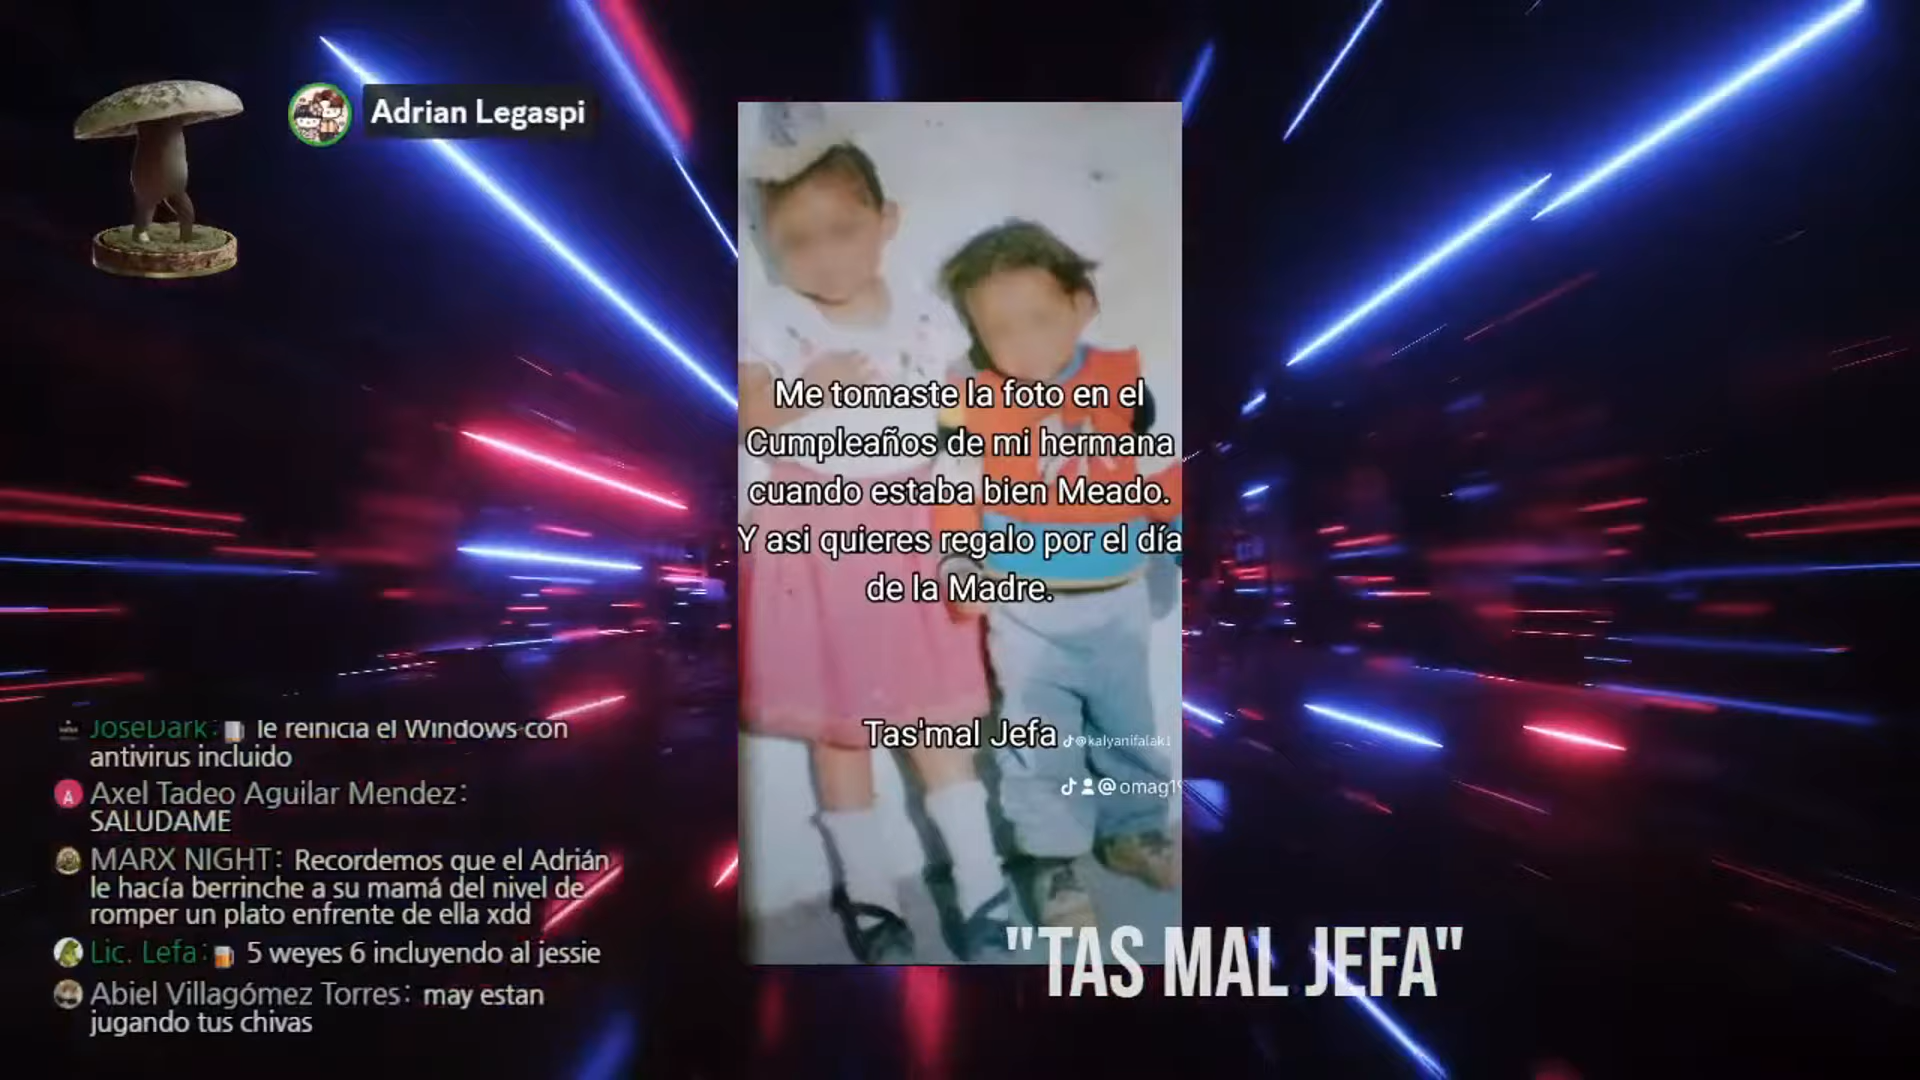 Adrian Legaspi
Me tomaste la foto en el
Cumpleaños de mi hermana
cuando estaba bien Meado.
Y asi quieres regalo por el día
de la Madre.
Tas'mal Jefa
@kalyanifalak1
@omag19
"TAS MAL JEFA"
JoseDark: le reinicia el Windows con
antivirus incluido
A Axel Tadeo Aguilar Mendez:
SALUDAME
MARX NIGHT: Recordemos que el Adrián
le hacía berrinche a su mamá del nivel de
romper un plato enfrente de ella xdd
Lic. Lefa: 5 weyes 6 incluyendo al jessie
Abiel Villagómez Torres: may estan
jugando tus chivas